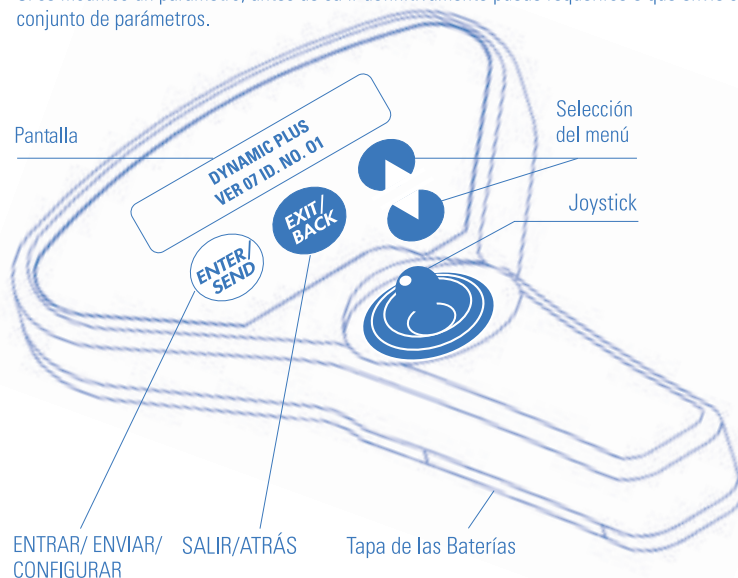 conjunto de parámetros.
Pantalla
Selección
del menú
Joystick
DYNAMIC PLUS
VER 07 ID. NO. 01
EXIT/
BACK
ENTER/
SEND
ENTRAR/ ENVIAR/
CONFIGURAR
SALIR/ATRÁS
Tapa de las Baterías